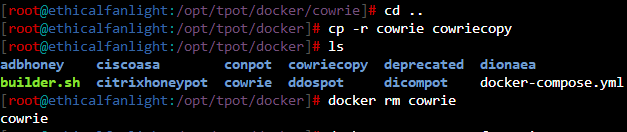 [root@ethicalfanlight:/opt/tpot/docker/cowrie]# cd ..
[root@ethicalfanlight:/opt/tpot/docker]# cp -r cowrie cowriecopy
[root@ethicalfanlight:/opt/tpot/docker]# ls
adbhoney ciscoasa conpot cowriecopy deprecated dionaea
builder.sh citrixhoneypot cowrie ddospot dicompot docker-compose.yml
[root@ethicalfanlight:/opt/tpot/docker]# docker rm cowrie
cowrie